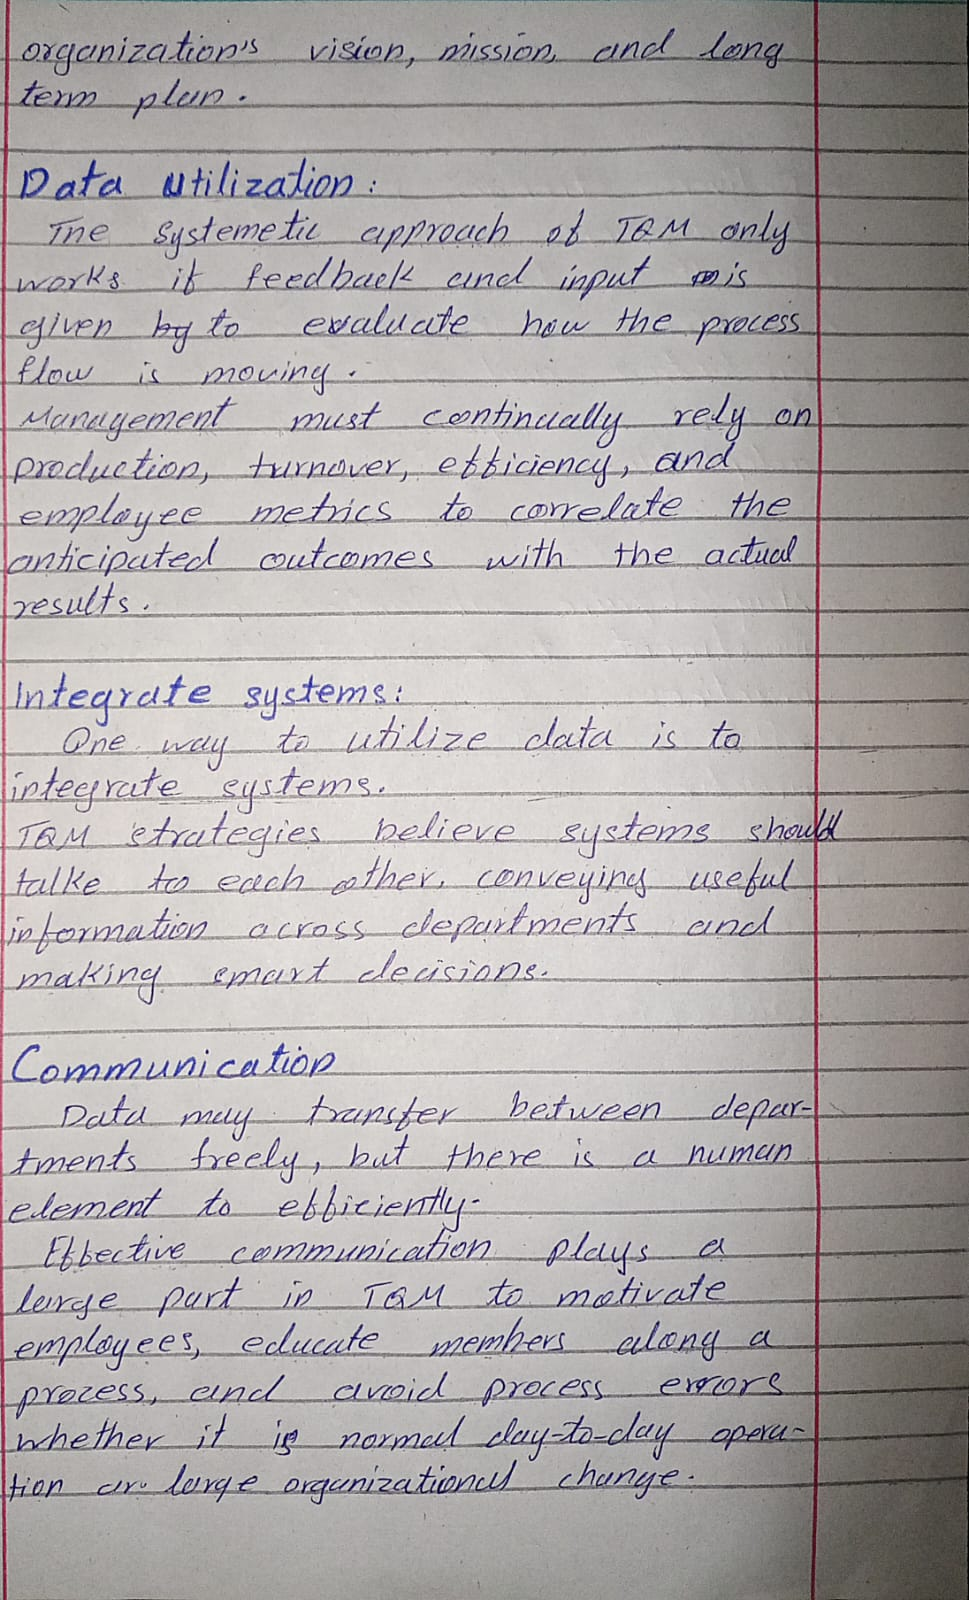 organization's vision, mission, and long
term plan.
Data utilization:
The Systemetic approach of TQM only
works if feedback and input is
given to evaluate how the process
flow is moving.
Management must continually rely on
production, turnover, efficiency, and
employee metrics to correlate the
anticipated outcomes with the actual
results.
Integrate systems:
One way to utilize data is to
integrate systems.
TQM strategies believe systems should
talke to each other, conveying useful
information across departments and
making smart decisions.
Communication
Data may transfer between depar-
tments freely, but there is a human
element to efficiently.
Effective communication plays a
large part in TQM to motivate
employees, educate members along a
prozess, and avoid process errors
whether it is normal day-to-day opera-
tion or large organizational change.